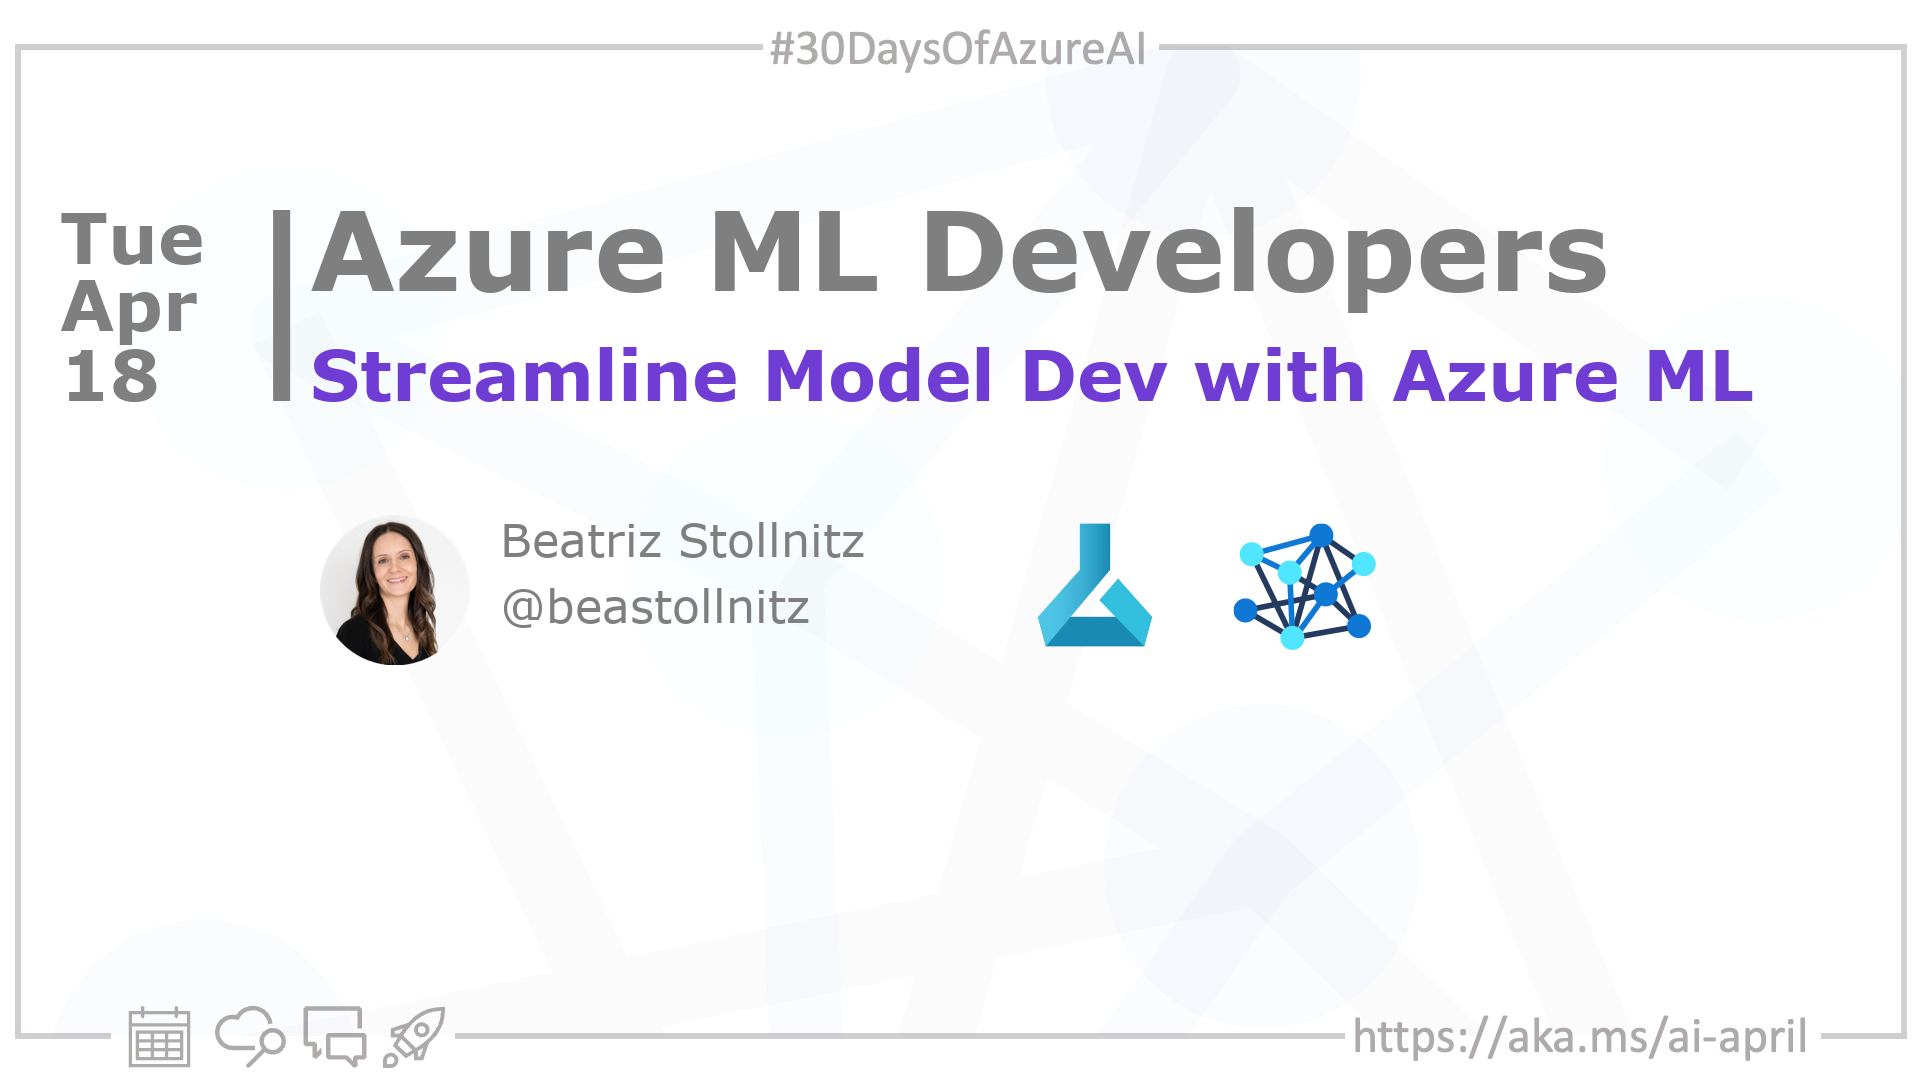 #30DaysOfAzureAI
Tue
Apr
18
Azure ML Developers
Streamline Model Dev with Azure ML
Beatriz Stollnitz
@beastollnitz
https://aka.ms/ai-april